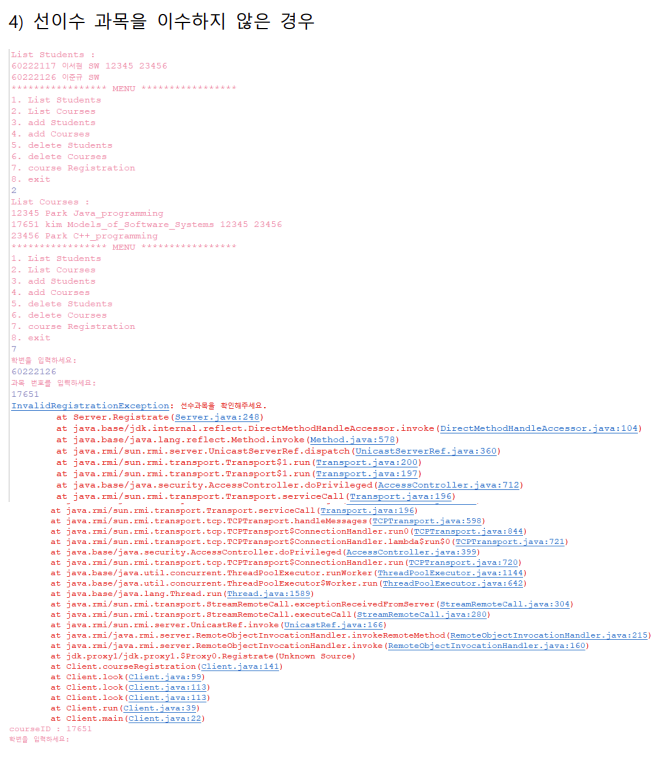 4) 선이수 과목을 이수하지 않은 경우
List Students :
60222117 이서림 SW 12345 23456
60222126 이준규 SW
***************** MENU *****************
1. List Students
2. List Courses
3. add Students
4. add Courses
5. delete Students
6. delete Courses
7. course Registration
8. exit
2
List Courses :
12345 Park Java_programming
17651 kim Models_of_Software_Systems 12345 23456
23456 Park C++_programming
***************** MENU *****************
1. List Students
2. List Courses
3. add Students
4. add Courses
5. delete Students
6. delete Courses
7. course Registration
8. exit
7
학번을 입력하세요:
60222126
과목 번호를 입력하세요:
17651
InvalidRegistrationException: 선수과목을 확인해주세요.
at Server.Registrate(Server.java:248)
at java.base/jdk.internal.reflect.DirectMethodHandleAccessor.invoke(DirectMethodHandleAccessor.java:104)
at java.base/java.lang.reflect.Method.invoke(Method.java:578)
at java.rmi/sun.rmi.server.UnicastServerRef.dispatch(UnicastServerRef.java:360)
at java.rmi/sun.rmi.transport.Transport$1.run(Transport.java:200)
at java.rmi/sun.rmi.transport.Transport$1.run(Transport.java:197)
at java.base/java.security.AccessController.doPrivileged(AccessController.java:712)
at java.rmi/sun.rmi.transport.Transport.serviceCall(Transport.java:196)
at java.rmi/sun.rmi.transport.Transport.serviceCall(Transport.java:196)
at java.rmi/sun.rmi.transport.tcp.TCPTransport.handleMessages(TCPTransport.java:598)
at java.rmi/sun.rmi.transport.tcp.TCPTransport$ConnectionHandler.run0(TCPTransport.java:844)
at java.rmi/sun.rmi.transport.tcp.TCPTransport$ConnectionHandler.lambda$run$0(TCPTransport.java:721)
at java.base/java.security.AccessController.doPrivileged(AccessController.java:399)
at java.rmi/sun.rmi.transport.tcp.TCPTransport$ConnectionHandler.run(TCPTransport.java:720)
at java.base/java.util.concurrent.ThreadPoolExecutor.runWorker(ThreadPoolExecutor.java:1144)
at java.base/java.util.concurrent.ThreadPoolExecutor$Worker.run(ThreadPoolExecutor.java:642)
at java.base/java.lang.Thread.run(Thread.java:1589)
at java.rmi/sun.rmi.transport.StreamRemoteCall.exceptionReceivedFromServer(StreamRemoteCall.java:304)
at java.rmi/sun.rmi.transport.StreamRemoteCall.executeCall(StreamRemoteCall.java:280)
at java.rmi/sun.rmi.server.UnicastRef.invoke(UnicastRef.java:166)
at java.rmi/java.rmi.server.RemoteObjectInvocationHandler.invokeRemoteMethod(RemoteObjectInvocationHandler.java:215)
at java.rmi/java.rmi.server.RemoteObjectInvocationHandler.invoke(RemoteObjectInvocationHandler.java:160)
at jdk.proxy1/jdk.proxy1.$Proxy0.Registrate(Unknown Source)
at Client.courseRegistration(Client.java:141)
at Client.look(Client.java:99)
at Client.look(Client.java:113)
at Client.look(Client.java:113)
at Client.run(Client.java:39)
at Client.main(Client.java:22)
courseID : 17651
학번을 입력하세요: